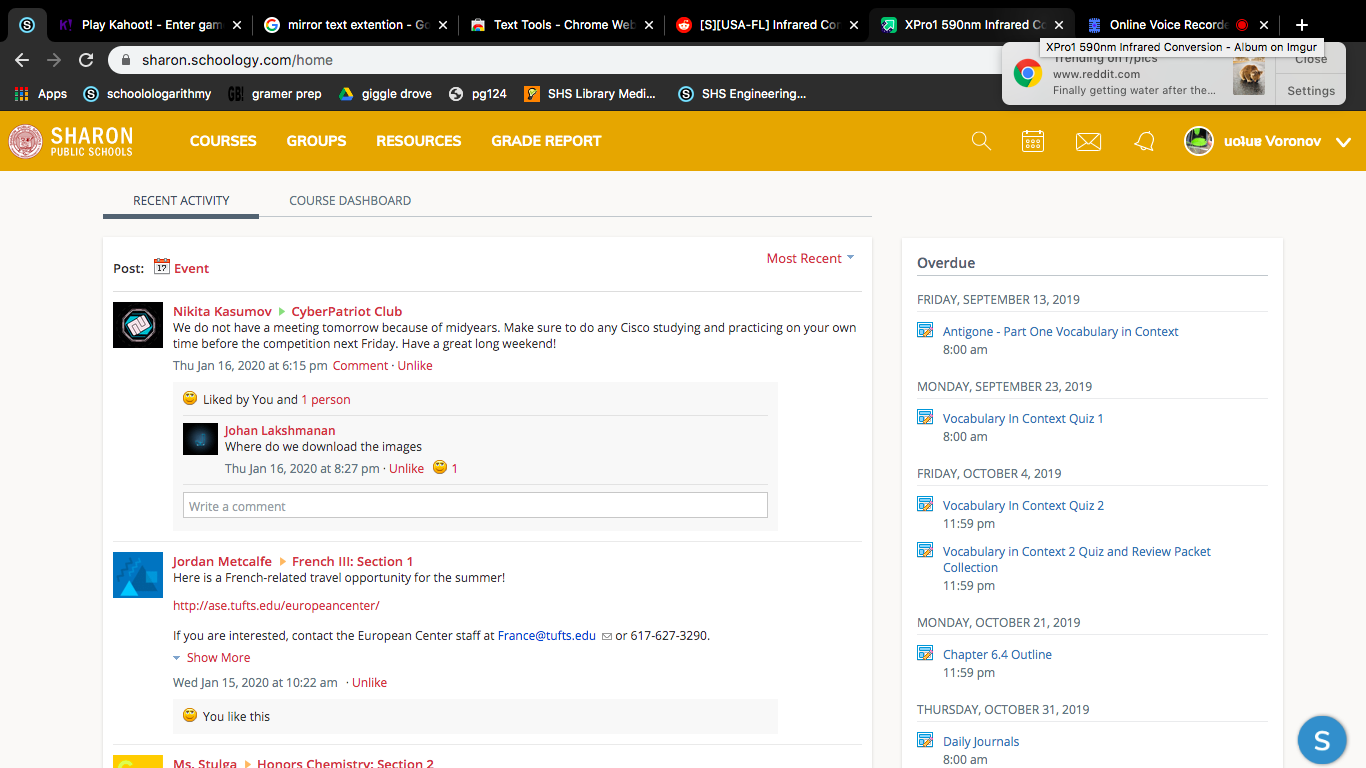 Play Kahoot! - Enter gam
mirror text extention - Go
Text Tools - Chrome Web
[S][USA-FL] Infrared Cor
XPro1 590nm Infrared Co
Online Voice Recorde
XPro1 590nm Infrared Conversion - Album on Imgur
sharon.schoology.com/home
Trending on r/pics
www.reddit.com
Finally getting water after the...
Close
Settings
Apps
schoolologarithmy
gramer prep
giggle drove
pg124
SHS Library Medi...
SHS Engineering...
SHARON
PUBLIC SCHOOLS
COURSES
GROUPS
RESOURCES
GRADE REPORT
Voronov
RECENT ACTIVITY
COURSE DASHBOARD
Post:
17
Event
Most Recent
Nikita Kasumov
CyberPatriot Club
We do not have a meeting tomorrow because of midyears. Make sure to do any Cisco studying and practicing on your own
time before the competition next Friday. Have a great long weekend!
Thu Jan 16, 2020 at 6:15 pm Comment · Unlike
Liked by You and 1 person
Johan Lakshmanan
Where do we download the images
Thu Jan 16, 2020 at 8:27 pm · Unlike 1
Write a comment
Jordan Metcalfe
French III: Section 1
Here is a French-related travel opportunity for the summer!
http://ase.tufts.edu/europeancenter/
If you are interested, contact the European Center staff at France@tufts.edu or 617-627-3290.
Show More
Wed Jan 15, 2020 at 10:22 am · Unlike
You like this
Ms. Stulga
Honors Chemistry: Section 2
Overdue
FRIDAY, SEPTEMBER 13, 2019
Antigone - Part One Vocabulary in Context
8:00 am
MONDAY, SEPTEMBER 23, 2019
Vocabulary In Context Quiz 1
8:00 am
FRIDAY, OCTOBER 4, 2019
Vocabulary In Context Quiz 2
11:59 pm
Vocabulary in Context 2 Quiz and Review Packet
Collection
11:59 pm
MONDAY, OCTOBER 21, 2019
Chapter 6.4 Outline
11:59 pm
THURSDAY, OCTOBER 31, 2019
Daily Journals
8:00 am
S